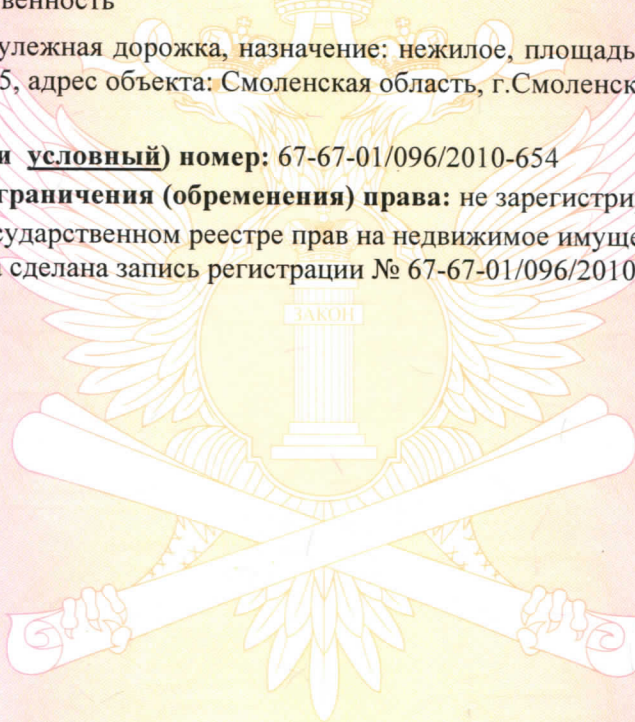 венность
улежная дорожка, назначение: нежилое, площадь
5, адрес объекта: Смоленская область, г.Смоленск
и условный) номер: 67-67-01/096/2010-654
граничения (обременения) права: не зарегистри
сударственном реестре прав на недвижимое имуще
а сделана запись регистрации № 67-67-01/096/2010
ЗАКОН